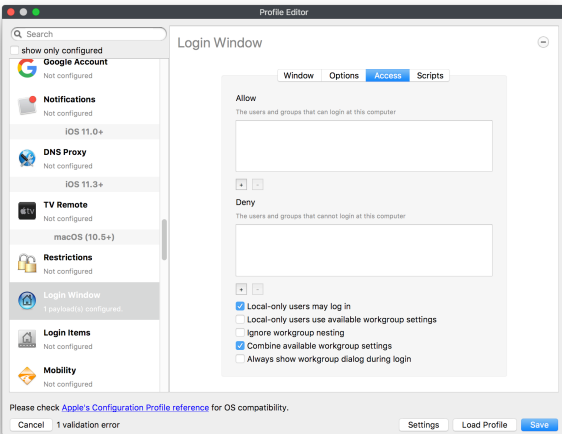 Profile Editor
Search
show only configured
Google Account
Not configured
Notifications
Not configured
iOS 11.0+
DNS Proxy
Not configured
iOS 11.3+
tv
TV Remote
Not configured
macOS (10.5+)
Restrictions
Not configured
Login Window
1 payload(s) configured.
Login Items
Not configured
Mobility
Not configured
Login Window
Window Options Access Scripts
Allow
The users and groups that can login at this computer
+ -
Deny
The users and groups that cannot login at this computer
+ -
Local-only users may log in
Local-only users use available workgroup settings
Ignore workgroup nesting
Combine available workgroup settings
Always show workgroup dialog during login
Please check Apple's Configuration Profile reference for OS compatibility.
Cancel 1 validation error Settings Load Profile Save